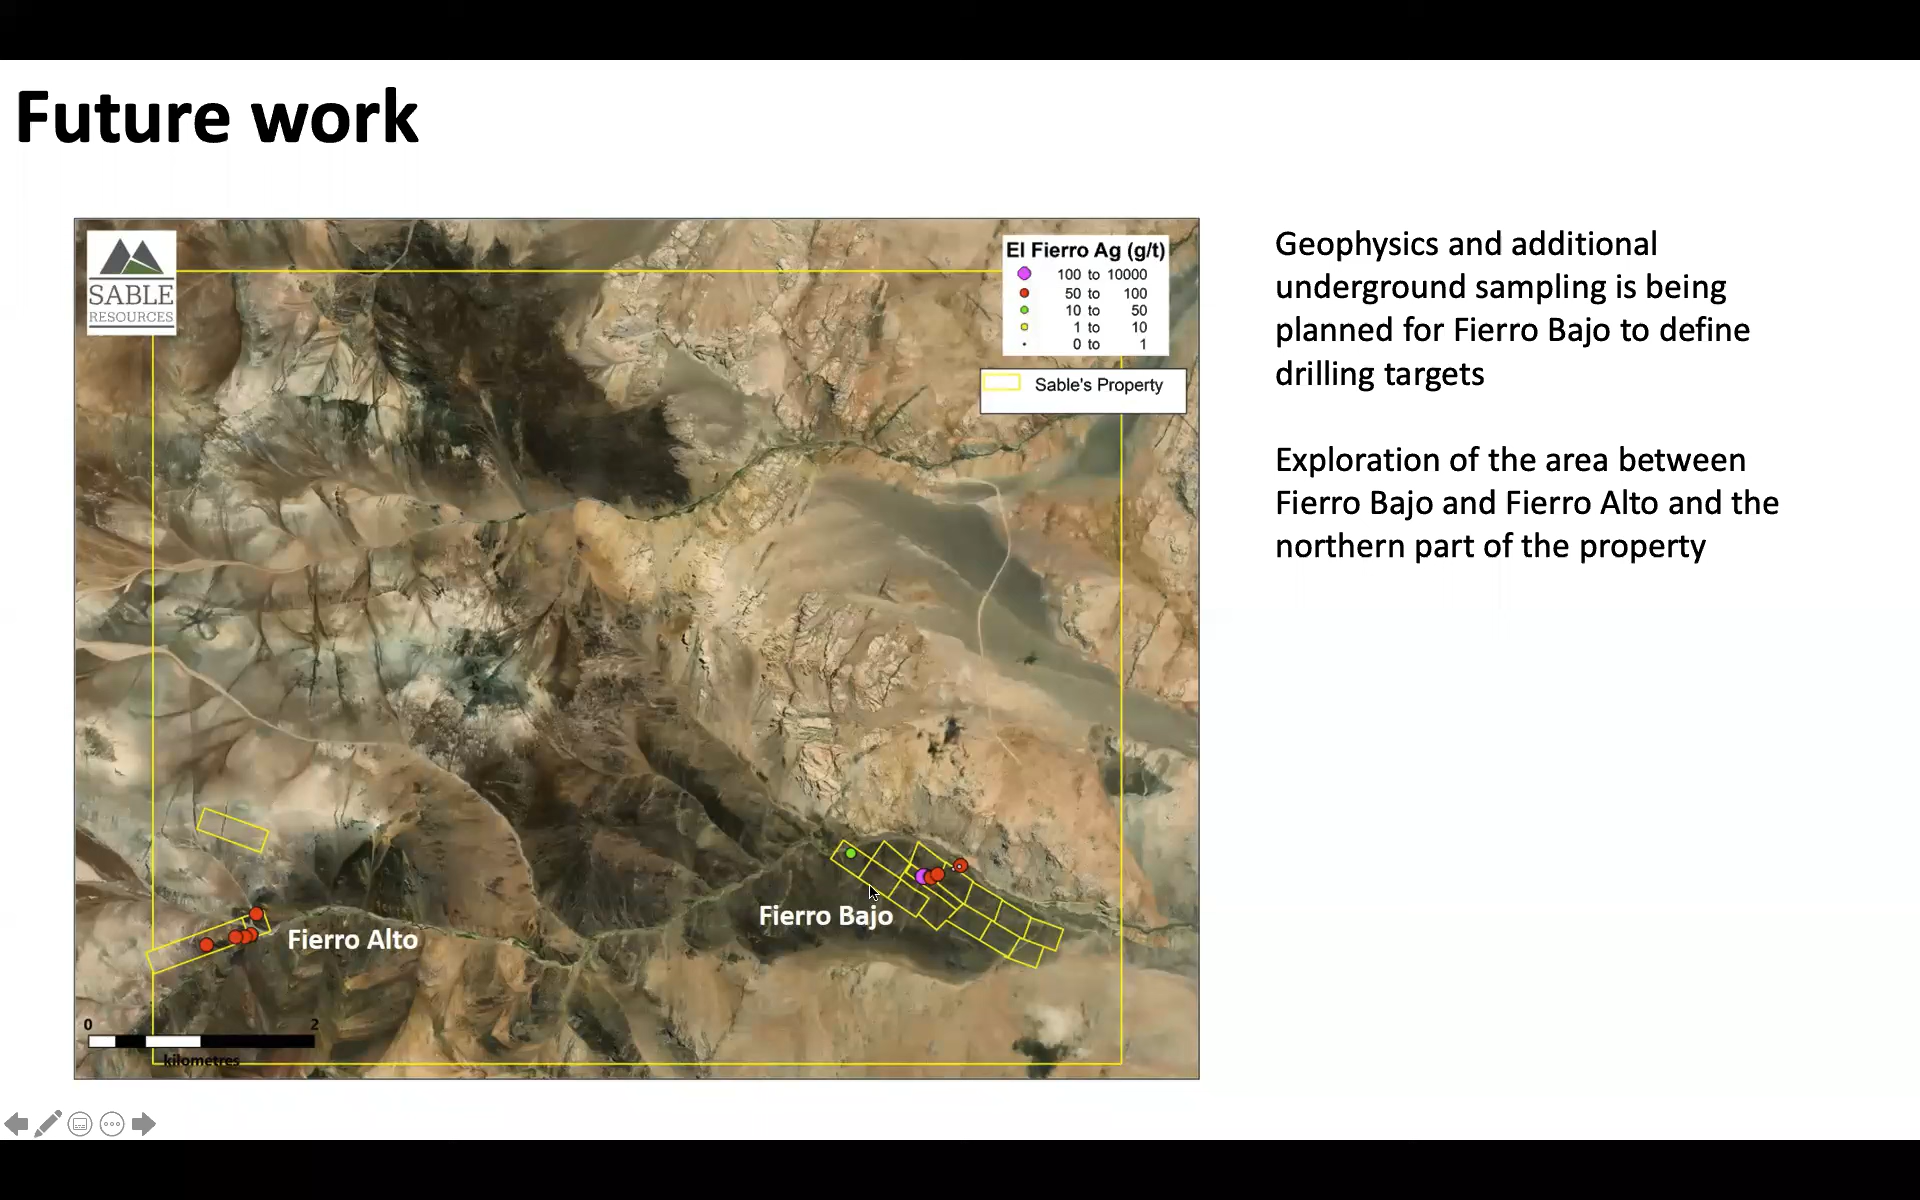 Future work
SABLE
RESOURCES
El Fierro Ag (g/t)
100 to 10000
50 to 100
10 to 50
1 to 10
0 to 1
Sable's Property
Geophysics and additional
underground sampling is being
planned for Fierro Bajo to define
drilling targets
Exploration of the area between
Fierro Bajo and Fierro Alto and the
northern part of the property
Fierro Bajo
Fierro Alto
0 2
kilometres